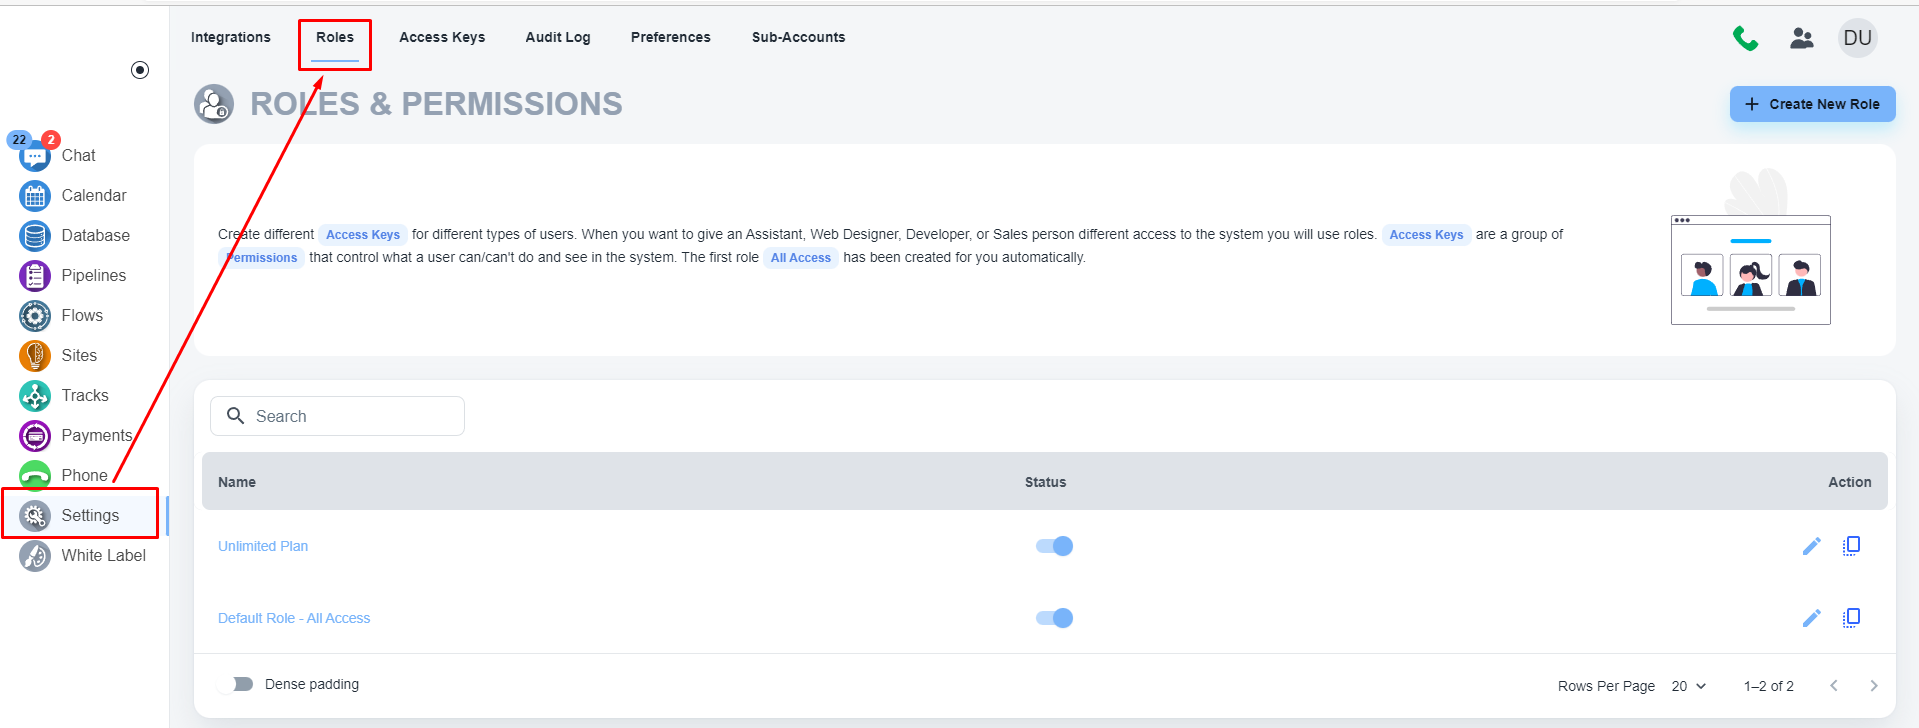 Integrations Roles Access Keys Audit Log Preferences Sub-Accounts
DU
ROLES & PERMISSIONS
Create New Role
22 2
Chat
Calendar
Database
Pipelines
Flows
Sites
Tracks
Payments
Phone
Settings
White Label
Create different Access Keys for different types of users. When you want to give an Assistant, Web Designer, Developer, or Sales person different access to the system you will use roles. Access Keys are a group of
Permissions that control what a user can/can't do and see in the system. The first role All Access has been created for you automatically.
Search
Name Status Action
Unlimited Plan
Default Role - All Access
Dense padding
Rows Per Page 20 1–2 of 2